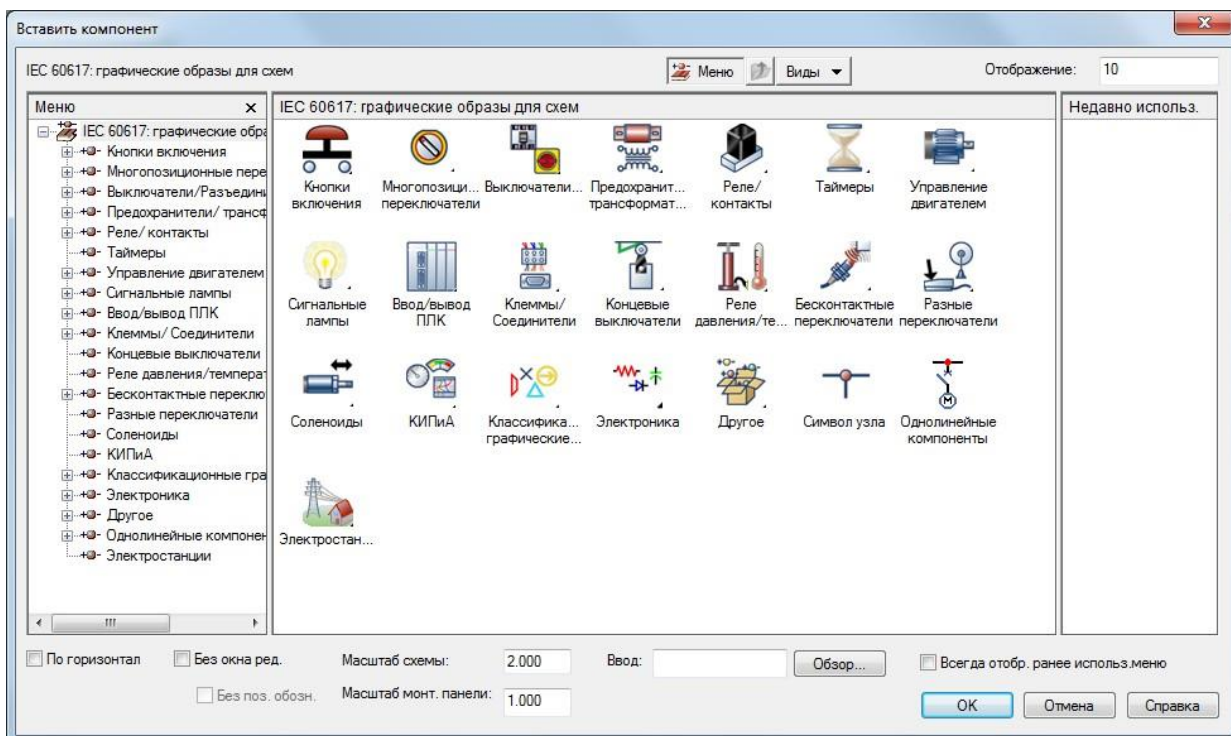 Вставить компонент
IEC 60617: графические образы для схем
Меню
Виды
Отображение:
10
Меню
IEC 60617: графические обра
Кнопки включения
Многопозиционные пере
Выключатели/Разъедини
Предохранители/ трансф
Реле/ контакты
Таймеры
Управление двигателем
Сигнальные лампы
Ввод/вывод ПЛК
Клеммы/ Соединители
Концевые выключатели
Реле давления/температ
Бесконтактные переклю
Разные переключатели
Соленоиды
КИПиА
Классификационные гра
Электроника
Другое
Однолинейные компонен
Электростанции
IEC 60617: графические образы для схем
Кнопки
включения
Многопозици...
переключатели
Выключатели...
Предохранит...
трансформат...
Реле/
контакты
Таймеры
Управление
двигателем
Сигнальные
лампы
Ввод/вывод
ПЛК
Клеммы/
Соединители
Концевые
выключатели
Реле
давления/те...
Бесконтактные
переключатели
Разные
переключатели
Соленоиды
КИПиА
Классифика...
графические...
Электроника
Другое
Символ узла
Однолинейные
компоненты
Электростан...
Недавно использ.
По горизонтал
Без окна ред.
Масштаб схемы:
2.000
Ввод:
Обзор...
Всегда отобр. ранее использ.меню
Без поз. обозн.
Масштаб монт. панели:
1.000
OK
Отмена
Справка